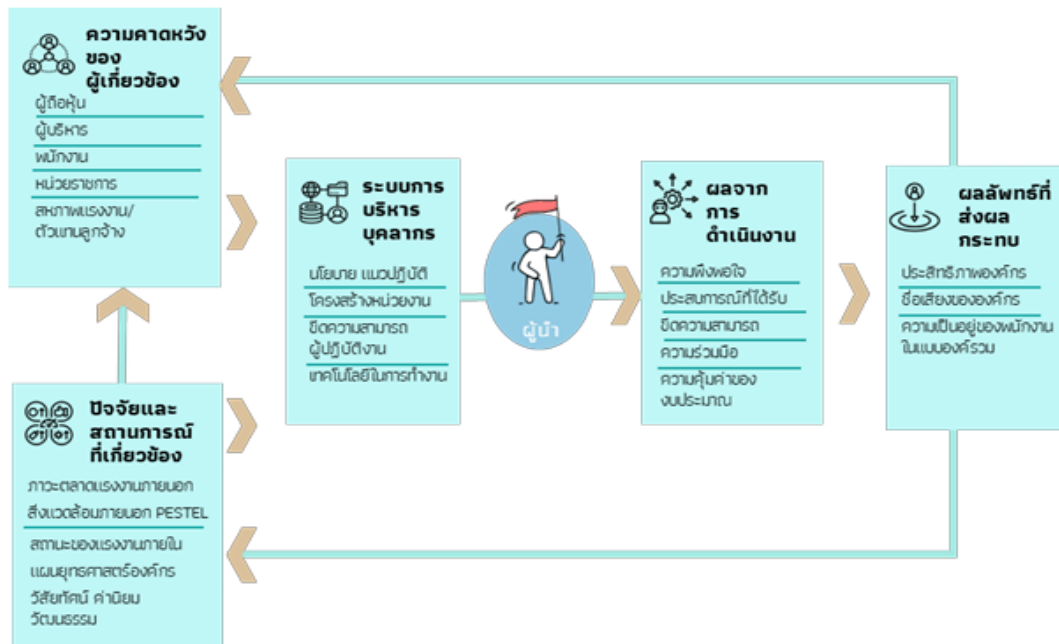 ความคาดหวัง
ของ
ผู้เกี่ยวข้อง
ผู้ถือหุ้น
ผู้บริหาร
พนักงาน
หน่วยราชการ
สหภาพแรงงาน/
ตัวแทนลูกจ้าง
ปัจจัยและ
สถานการณ์
ที่เกี่ยวข้อง
ภาวะตลาดแรงงานภายนอก
สิ่งแวดล้อมภายนอก PESTEL
สถานะของแรงงานภายใน
แผนยุทธศาสตร์องค์กร
วิสัยทัศน์ ค่านิยม
วัฒนธรรม
ระบบการ
บริหาร
บุคลากร
นโยบาย แนวปฏิบัติ
โครงสร้างหน่วยงาน
ขีดความสามารถ
ผู้ปฏิบัติงาน
เทคโนโลยีในการทำงาน
ผู้นำ
ผลจาก
การ
ดำเนินงาน
ความพึงพอใจ
ประสบการณ์ที่ได้รับ
ขีดความสามารถ
ความร่วมมือ
ความคุ้มค่าของ
งบประมาณ
ผลลัพธ์ที่
ส่งผล
กระทบ
ประสิทธิภาพองค์กร
ชื่อเสียงขององค์กร
ความเป็นอยู่ของพนักงาน
ในแบบองค์รวม